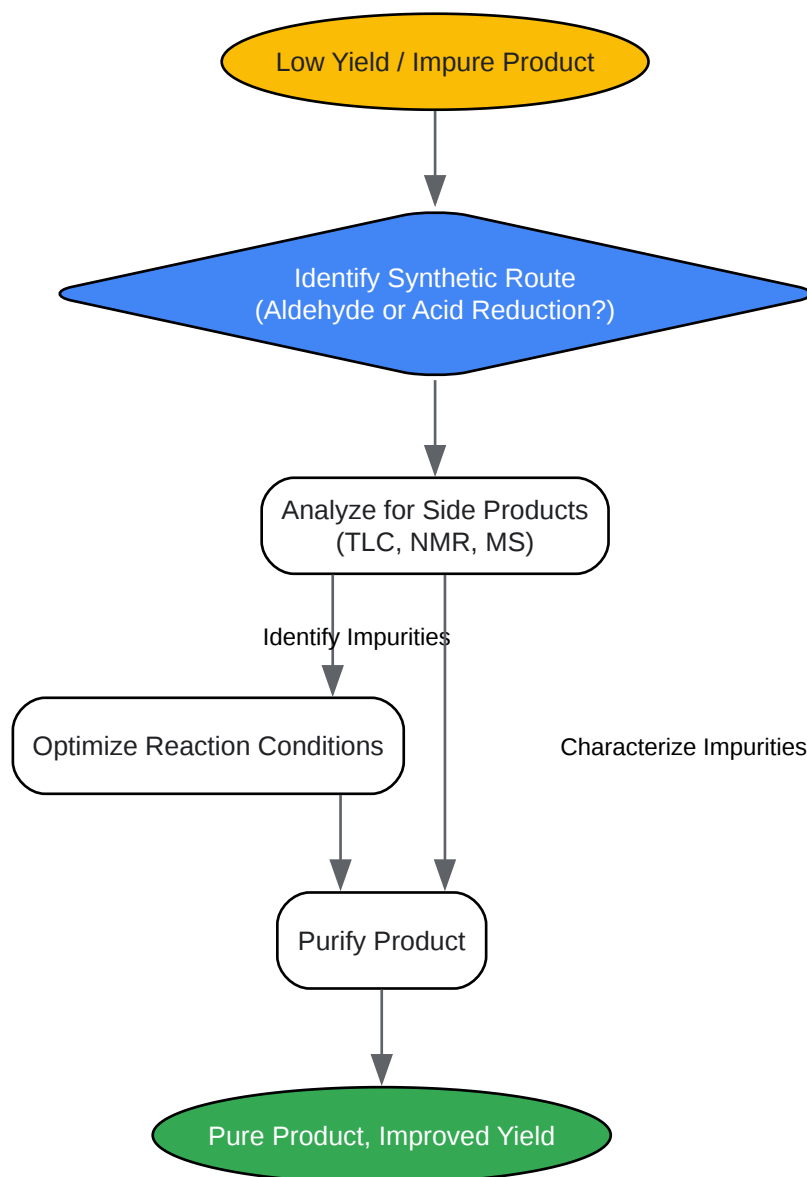 Low Yield / Impure Product
Identify Synthetic Route
(Aldehyde or Acid Reduction?)
Analyze for Side Products
(TLC, NMR, MS)
Identify Impurities
Optimize Reaction Conditions
Characterize Impurities
Purify Product
Pure Product, Improved Yield